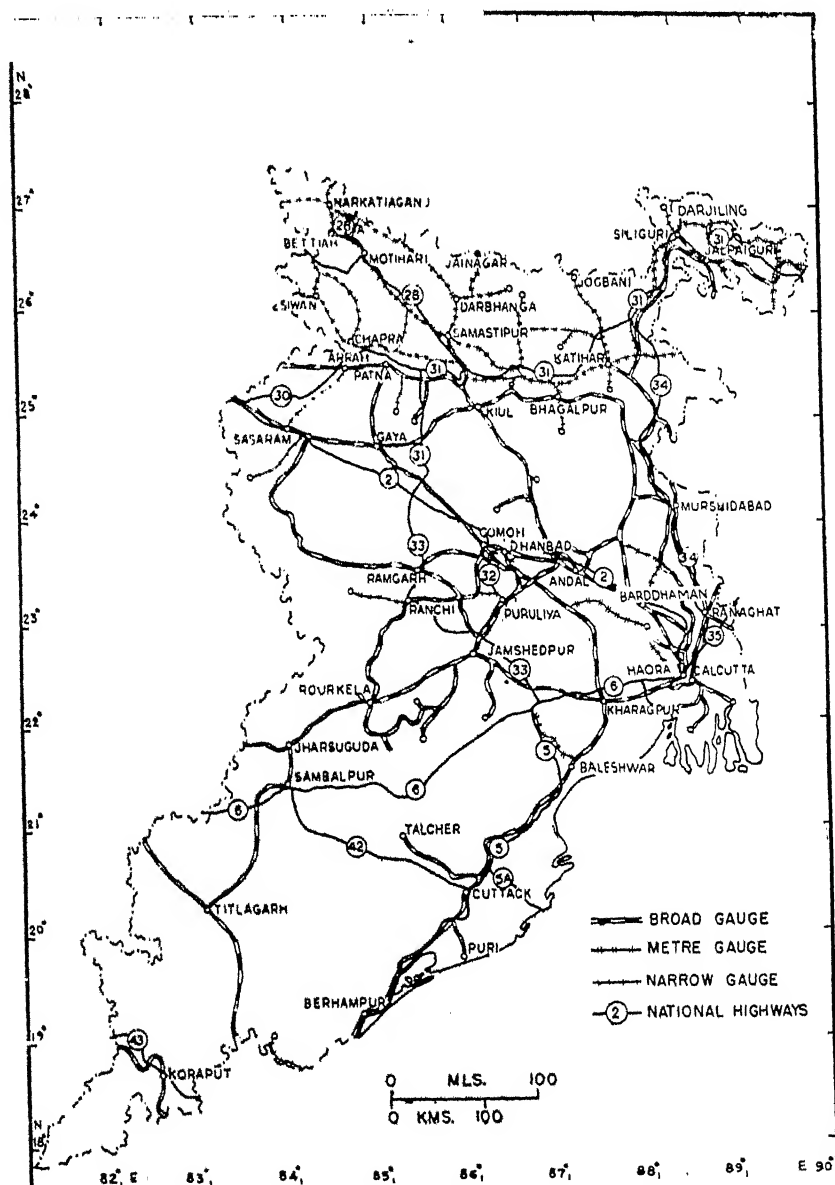 N
28°
27°
26°
25°
24°
23°
22°
21°
20°
19°
N
18°
82° E 83° 84° 85° 86° 87° 88° 89° E 90°
NARKATIAGANJ
BETTIAH
MOTIHARI
JAINAGAR
SIWAN
28
DARBHANGA
JOGBANI
DARJILING
SILIGURI
31
JALPAIGURI
31
CHAPRA
SAMASTIPUR
ARRAH
PATNA
31
31
KATIHAR
34
30
KIUL
BHAGALPUR
SASARAM
GAYA
31
2
MURSHIDABAD
GOMOH
DHANBAD
34
33
RAMGARH
32
ANDAL
2
BARDDHAMAN
RANCHI
PURULIYA
RANAGHAT
35
JAMSHEDPUR
HAORA
CALCUTTA
33
6
ROURKELA
KHARAGPUR
JHARSUGUDA
5
BALESHWAR
SAMBALPUR
6
6
TALCHER
42
5
5A
CUTTACK
TITLAGARH
PURI
BERHAMPUR
43
KORAPUT
BROAD GAUGE
METRE GAUGE
NARROW GAUGE
2 NATIONAL HIGHWAYS
0 MLS. 100
0 KMS. 100